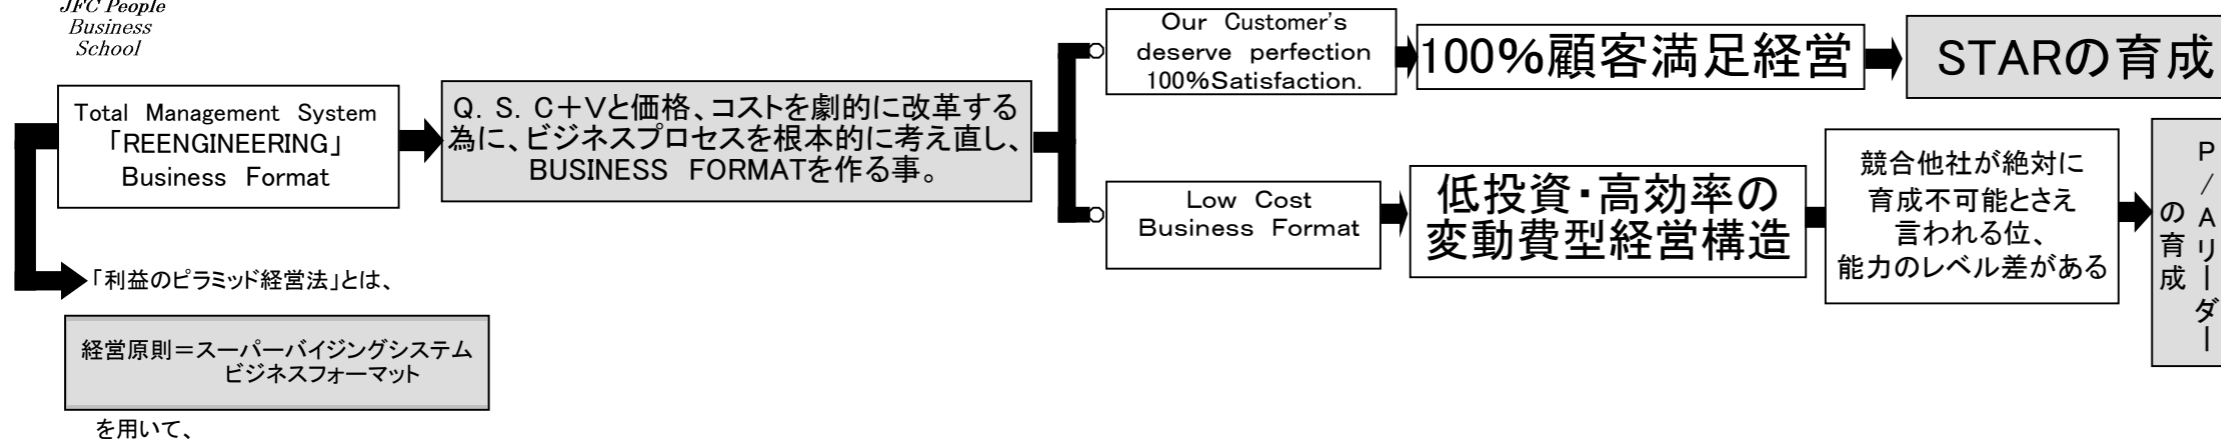 JFC People
Business
School
Total Management System
「REENGINEERING」
Business Format
Q. S. C+Vと価格、コストを劇的に改革する
為に、ビジネスプロセスを根本的に考え直し、
BUSINESS FORMATを作る事。
Our Customer's
deserve perfection
100%Satisfaction.
100%顧客満足経営
STARの育成
Low Cost
Business Format
低投資・高効率の
変動費型経営構造
競合他社が絶対に
育成不可能とさえ
言われる位、
能力のレベル差がある
P/Aリーダー
の育成
「利益のピラミッド経営法」とは、
経営原則=スーパーバイジングシステム
ビジネスフォーマット
を用いて、